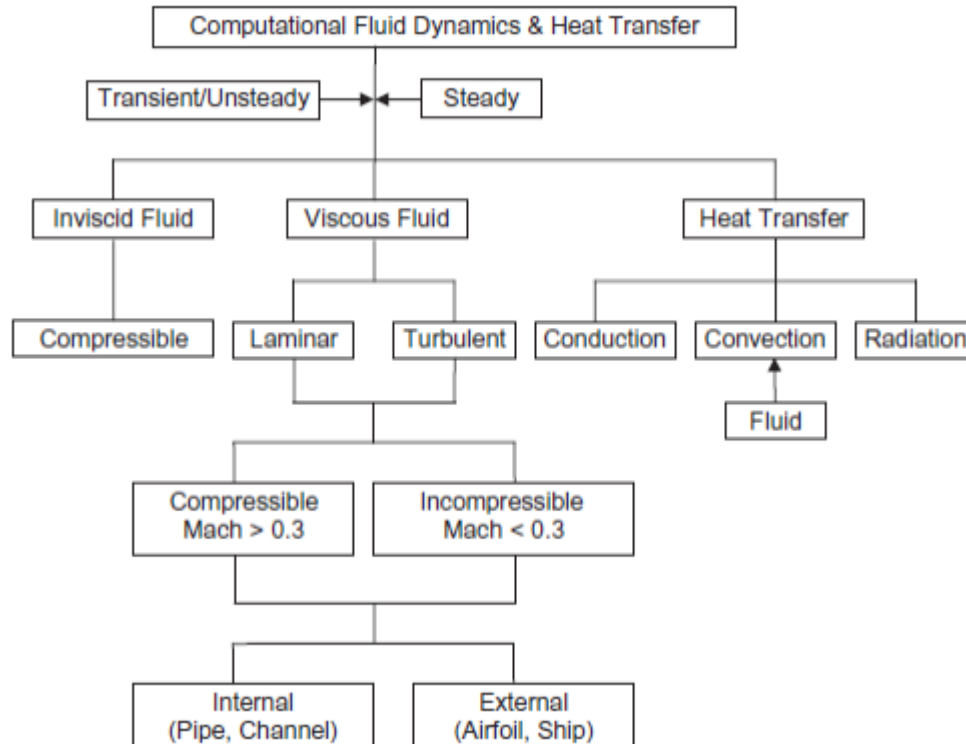 Computational Fluid Dynamics & Heat Transfer
Transient/Unsteady
Steady
Inviscid Fluid
Viscous Fluid
Heat Transfer
Compressible
Laminar
Turbulent
Conduction
Convection
Radiation
Fluid
Compressible
Mach > 0.3
Incompressible
Mach < 0.3
Internal
(Pipe, Channel)
External
(Airfoil, Ship)